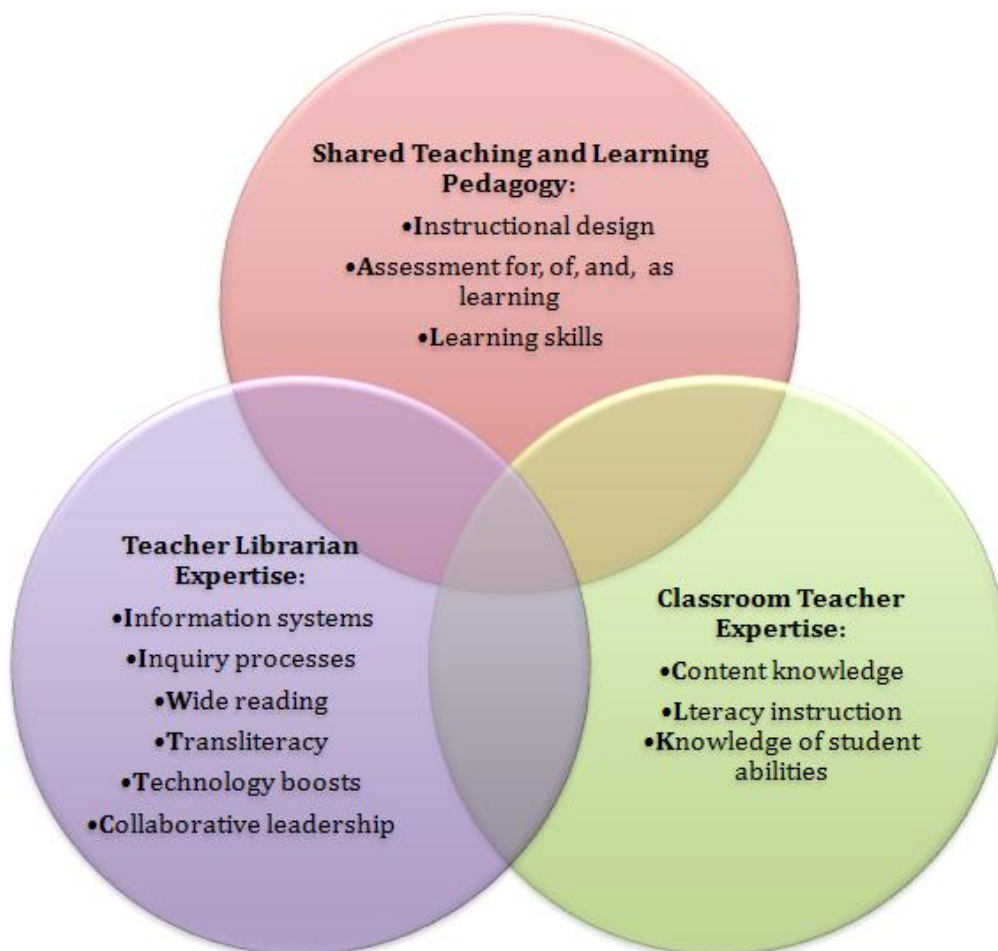 Shared Teaching and Learning
Pedagogy:
•Instructional design
•Assessment for, of, and, as
learning
•Learning skills
Teacher Librarian
Expertise:
•Information systems
•Inquiry processes
•Wide reading
•Transliteracy
•Technology boosts
•Collaborative leadership
Classroom Teacher
Expertise:
•Content knowledge
•Lteracy instruction
•Knowledge of student
abilities